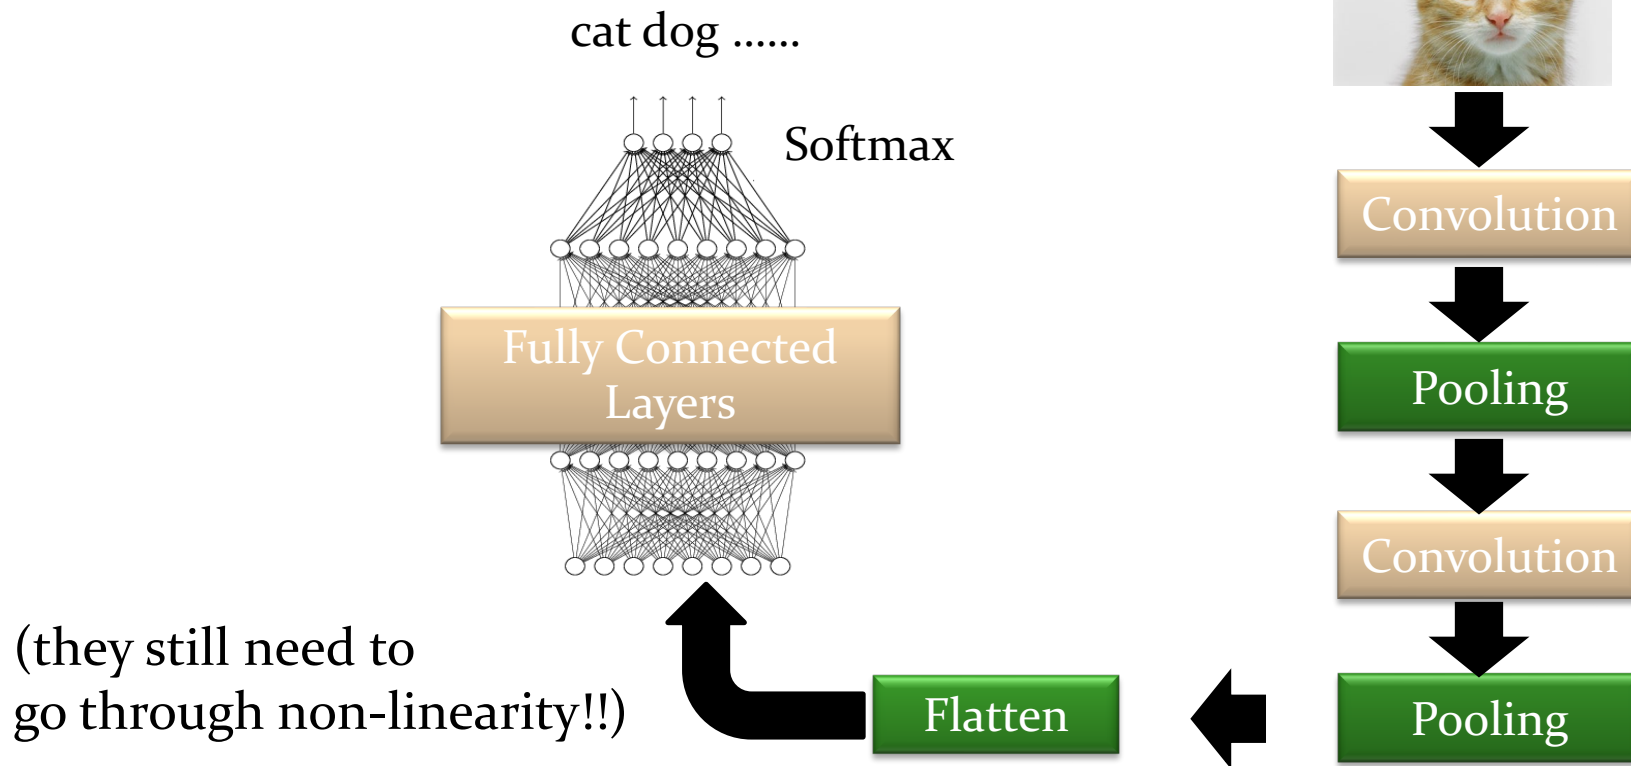 cat dog ......
Softmax
Convolution
Fully Connected
Layers
Pooling
Convolution
(they still need to
go through non-linearity!!)
Flatten
Pooling